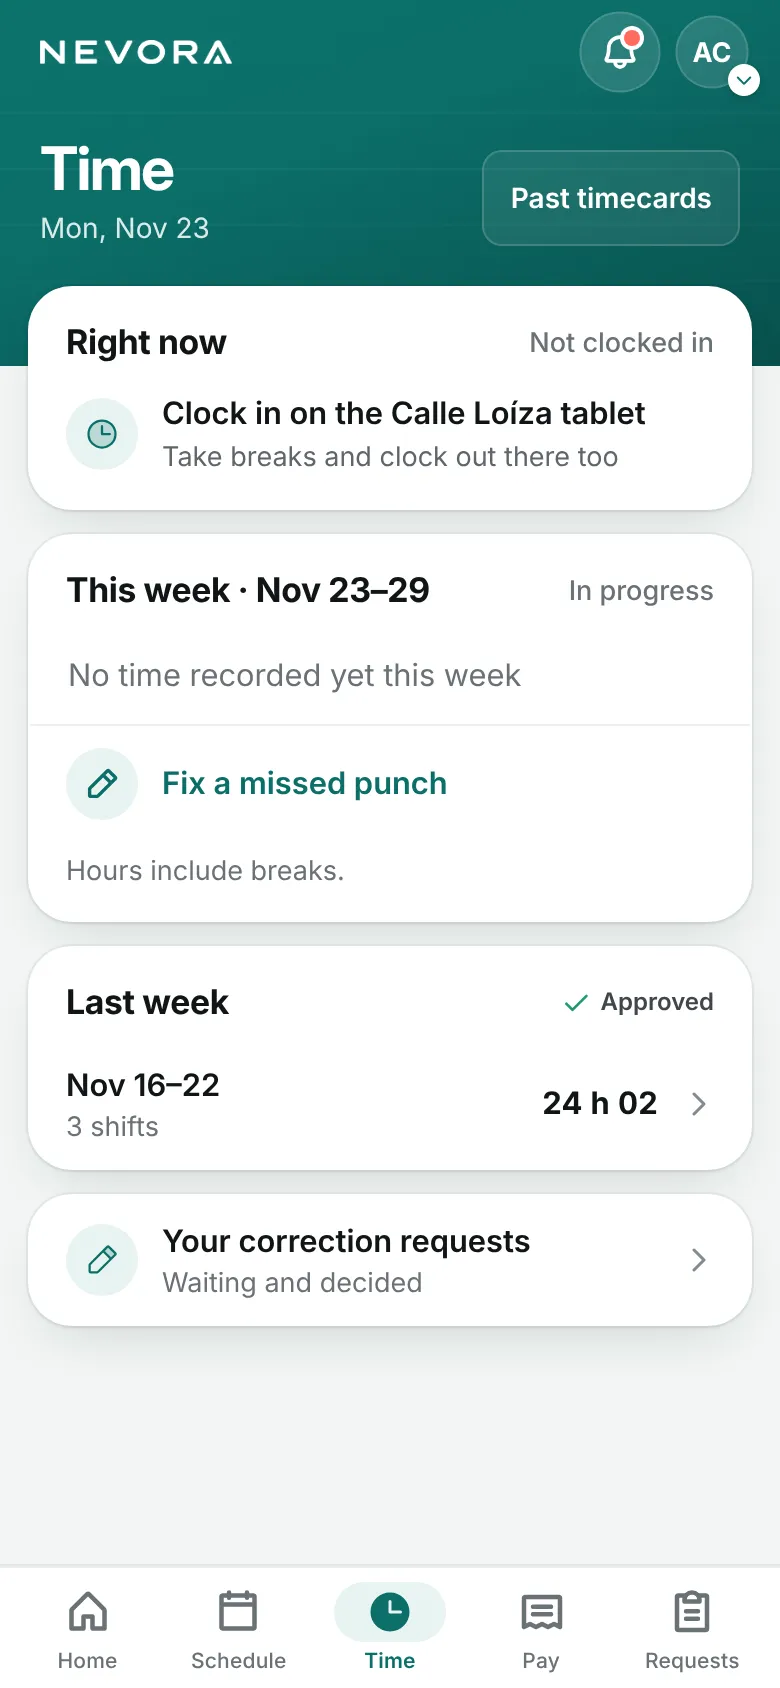 NEVORA
AC
Time
Mon, Nov 23
Past timecards
Right now
Not clocked in
Clock in on the Calle Loíza tablet
Take breaks and clock out there too
This week · Nov 23–29
In progress
No time recorded yet this week
Fix a missed punch
Hours include breaks.
Last week
Approved
Nov 16–22
3 shifts
24 h 02
Your correction requests
Waiting and decided
Home
Schedule
Time
Pay
Requests